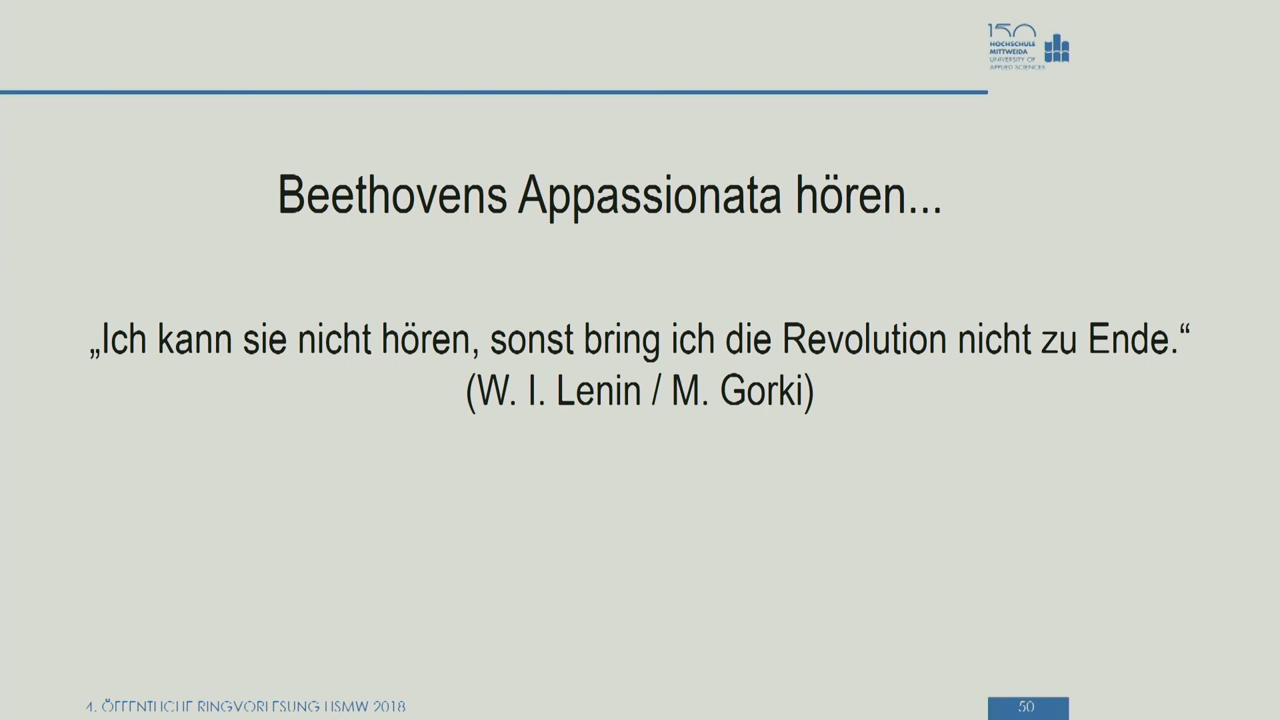 150
HOCHSCHULE
MITTWEIDA
UNIVERSITY OF
APPLIED SCIENCES
Beethovens Appassionata hören...
„Ich kann sie nicht hören, sonst bring ich die Revolution nicht zu Ende.“
(W. I. Lenin / M. Gorki)
4. ÖFFENTLICHE RINGVORLESUNG HSMW 2018
50